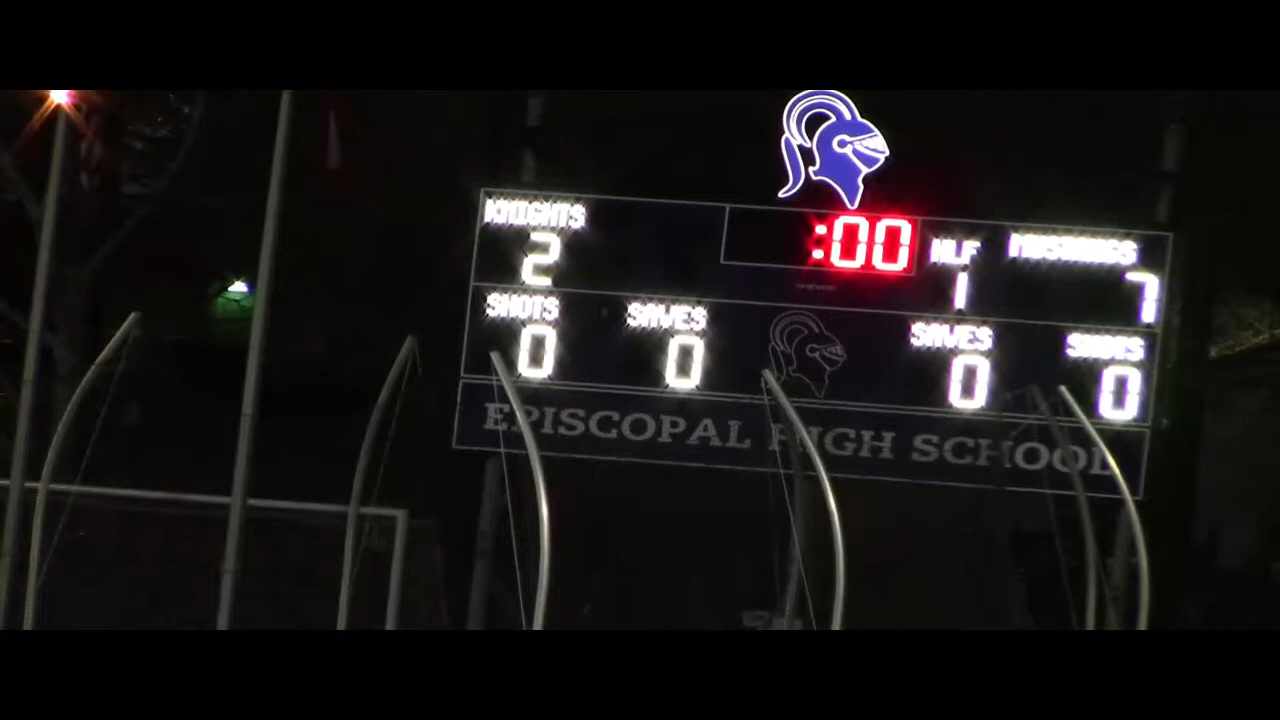 KNIGHTS :00 HLF MUSTANGS
2 1 7
SHOTS SAVES SAVES SHOTS
0 0 0 0
EPISCOPAL HIGH SCHOOL